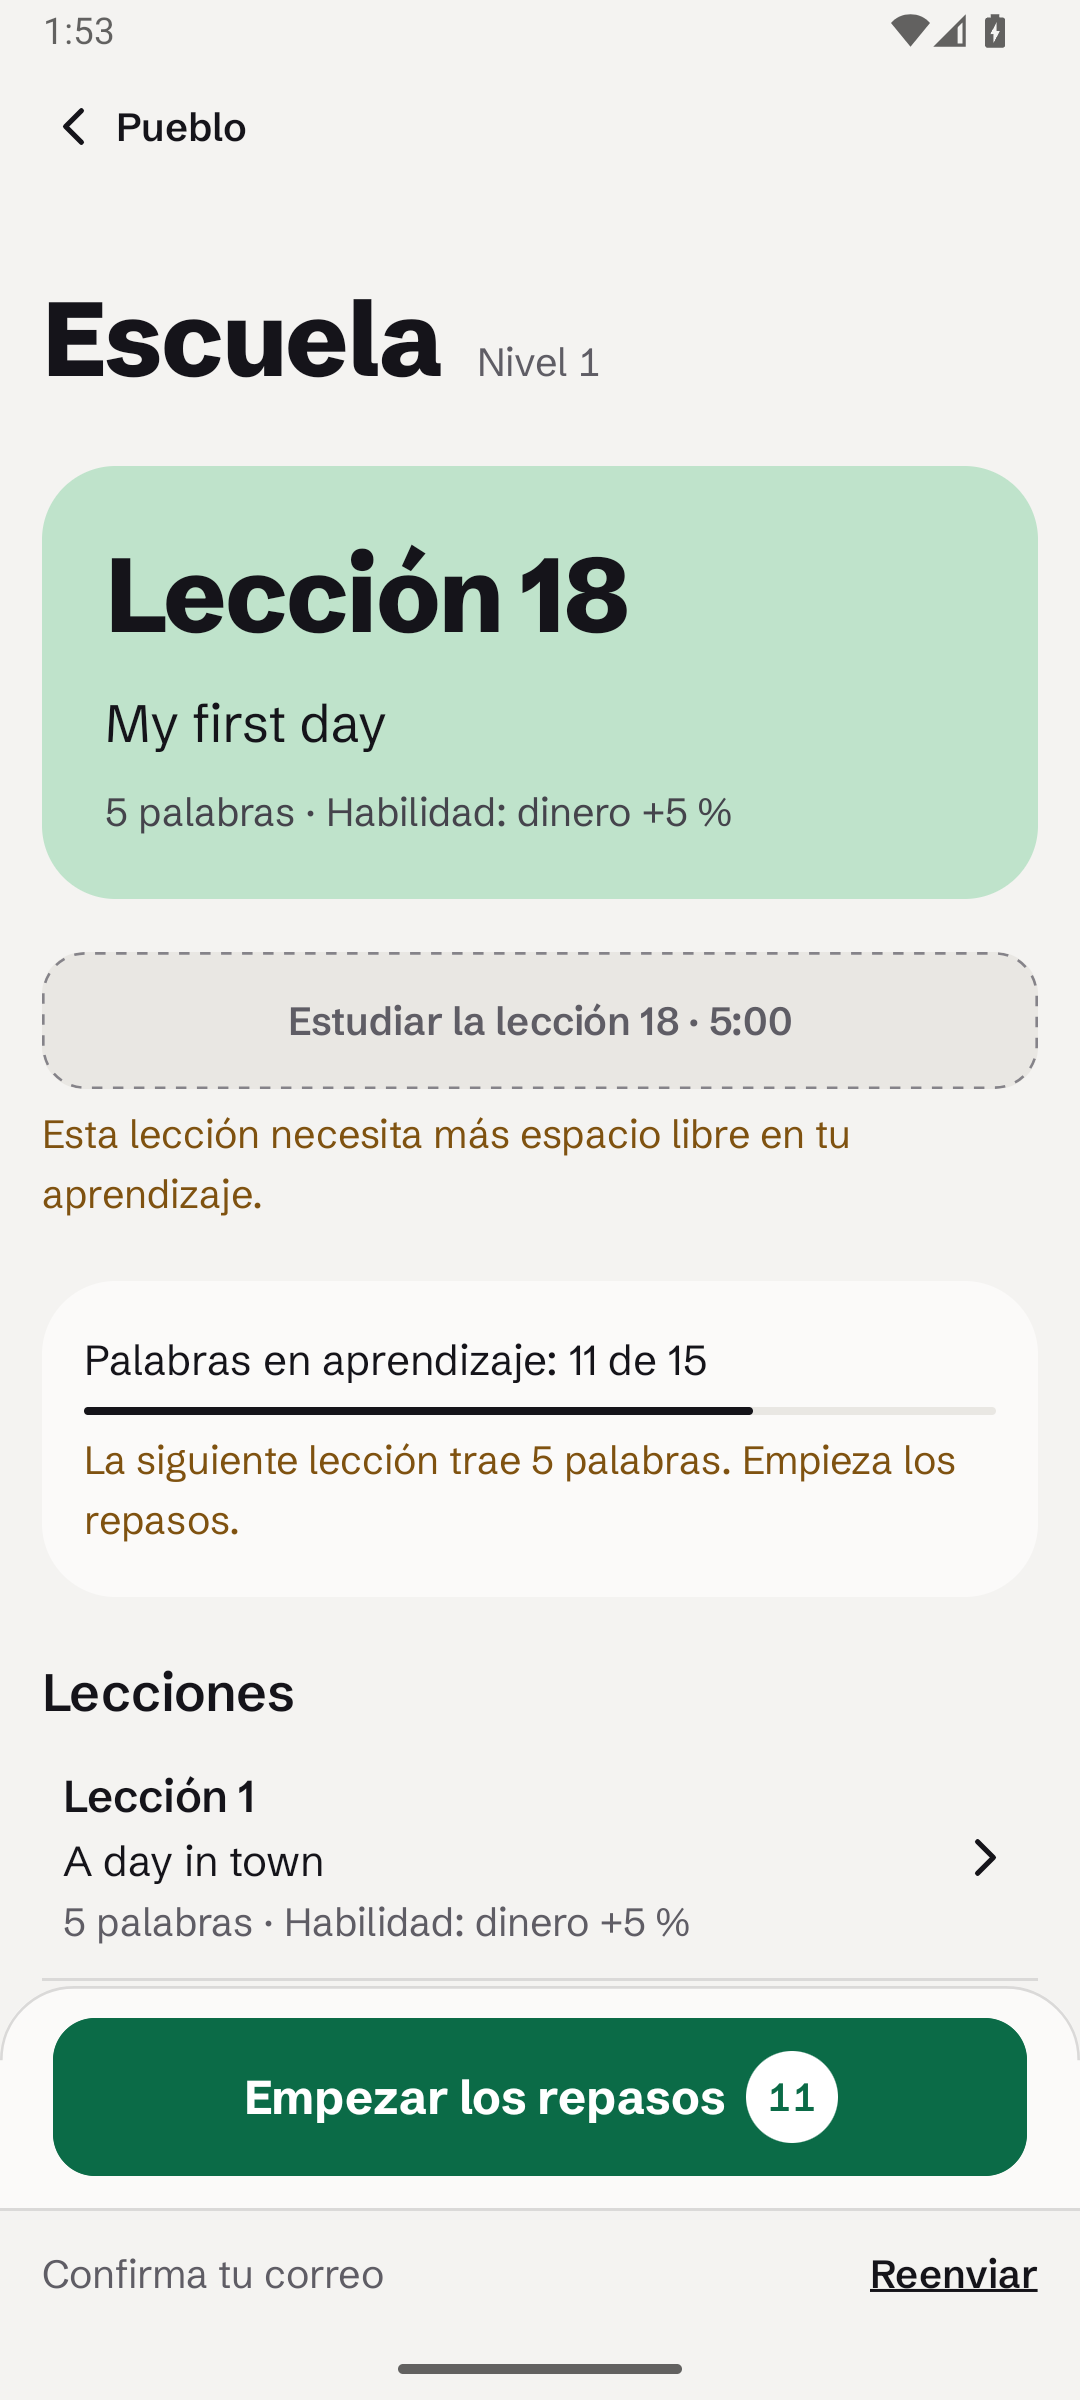 1:53
Pueblo
Escuela Nivel 1
Lección 18
My first day
5 palabras · Habilidad: dinero +5 %
Estudiar la lección 18 · 5:00
Esta lección necesita más espacio libre en tu
aprendizaje.
Palabras en aprendizaje: 11 de 15
La siguiente lección trae 5 palabras. Empieza los
repasos.
Lecciones
Lección 1
A day in town
5 palabras · Habilidad: dinero +5 %
Empezar los repasos 11
Confirma tu correo Reenviar